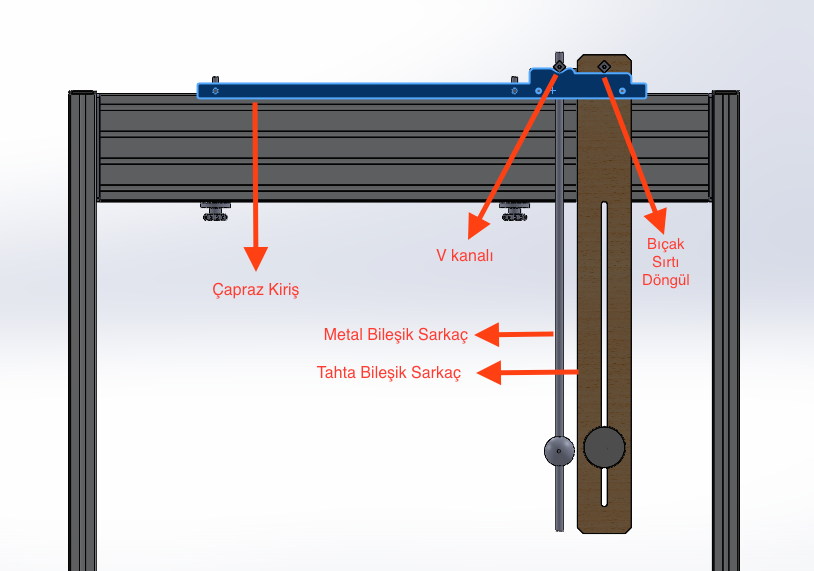 V kanalı
Bıçak
Sırtı
Döngül
Çapraz Kiriş
Metal Bileşik Sarkaç
Tahta Bileşik Sarkaç